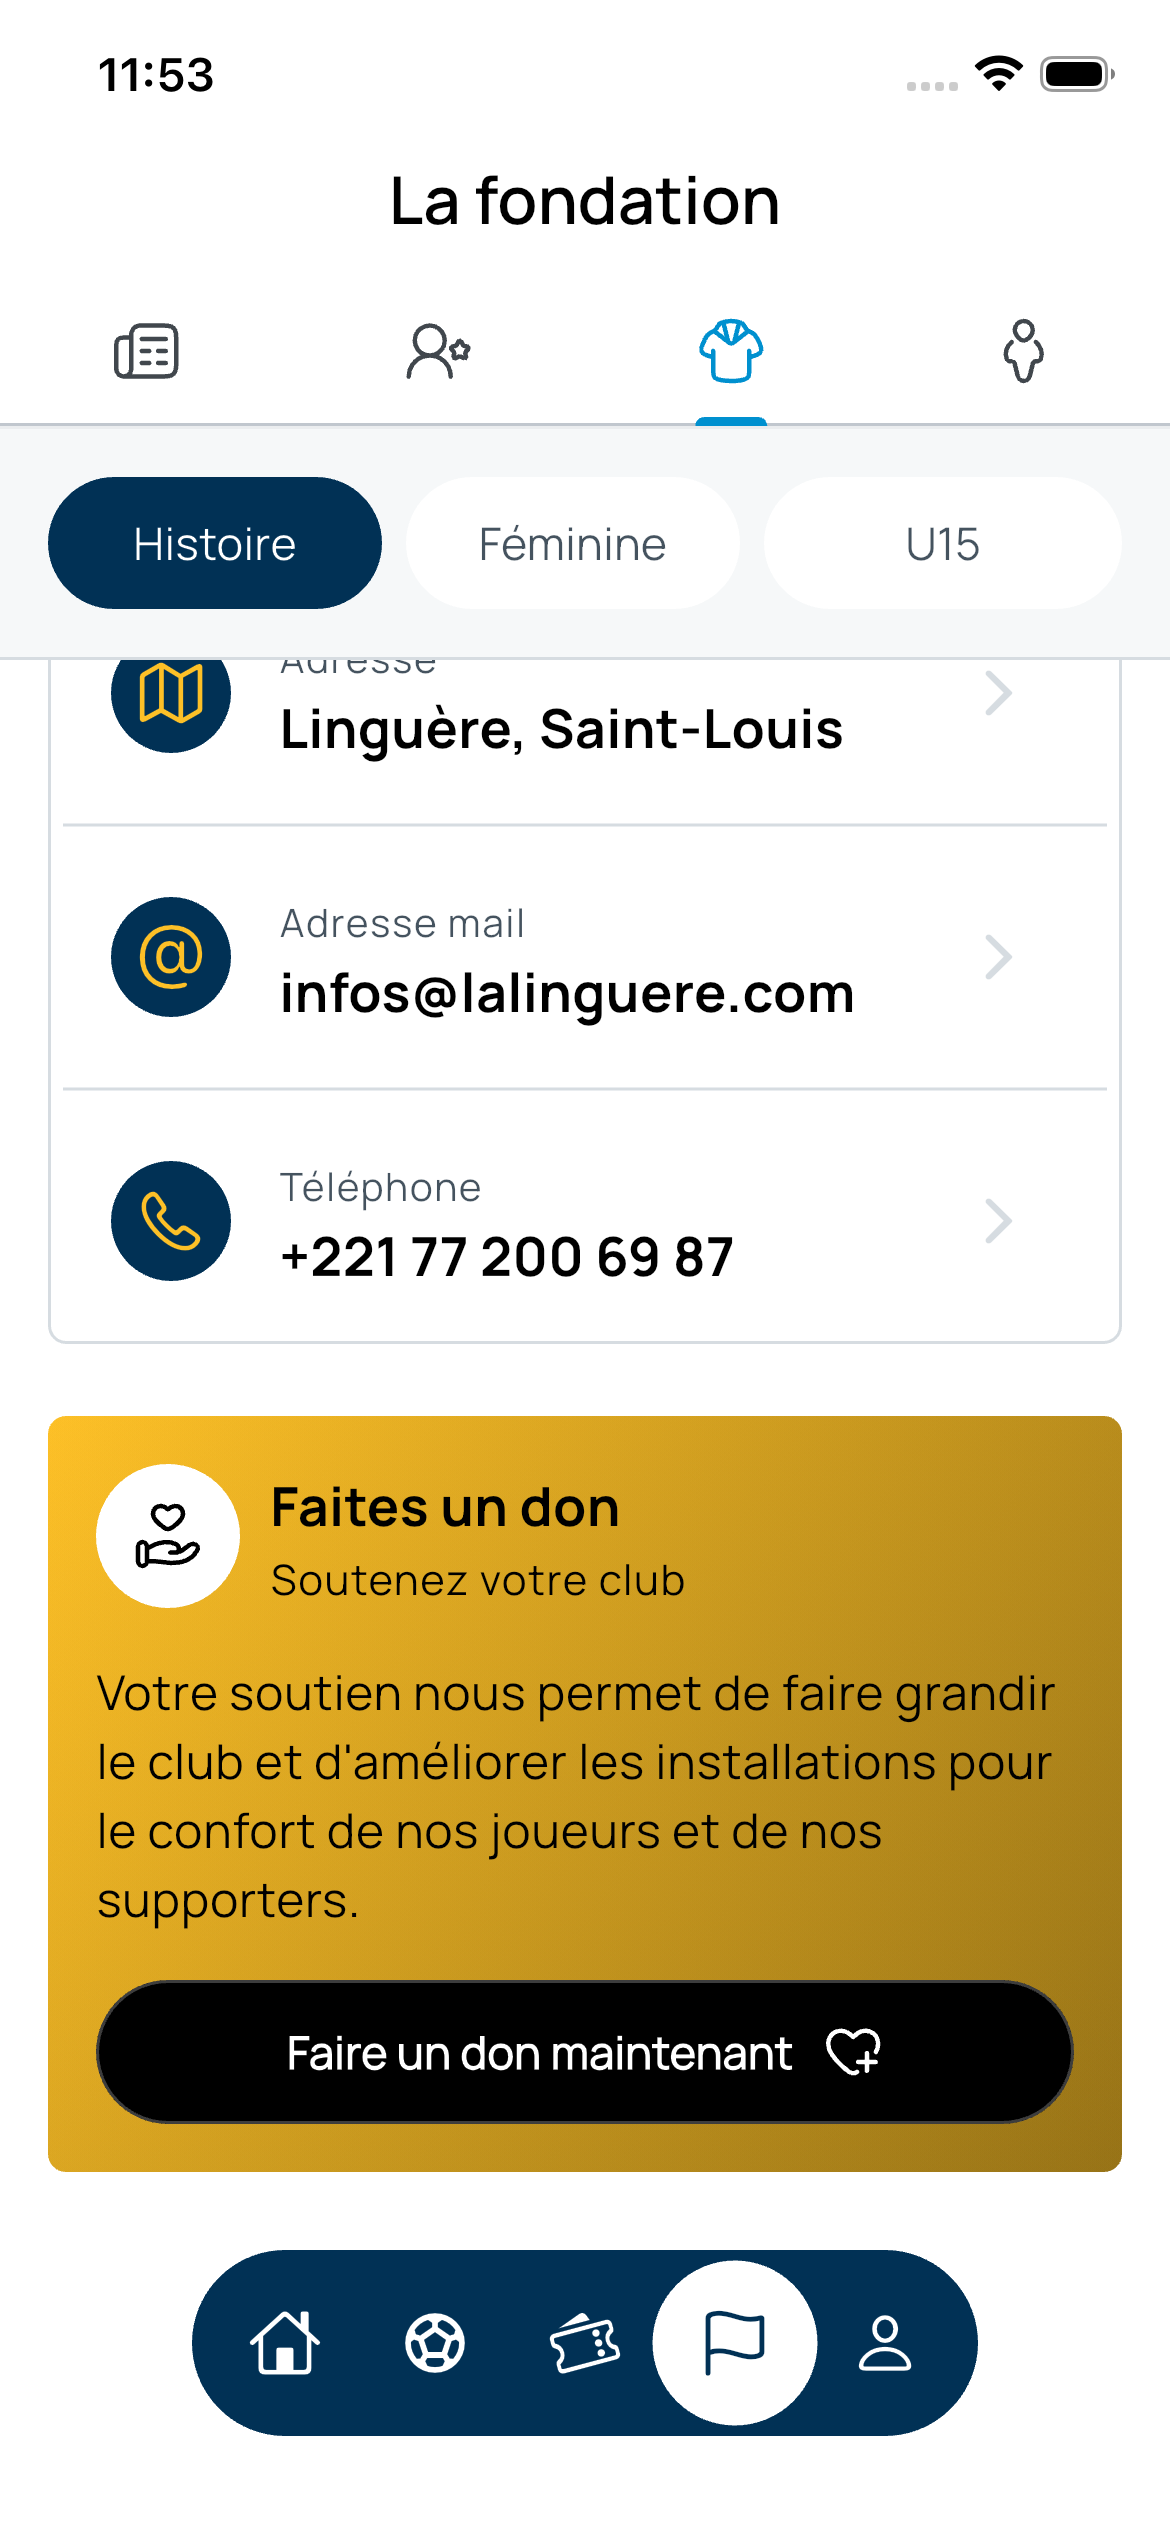 11:53
La fondation
Histoire
Féminine
U15
Adresse
Linguère, Saint-Louis
Adresse mail
infos@lalinguere.com
Téléphone
+221 77 200 69 87
Faites un don
Soutenez votre club
Votre soutien nous permet de faire grandir
le club et d'améliorer les installations pour
le confort de nos joueurs et de nos
supporters.
Faire un don maintenant